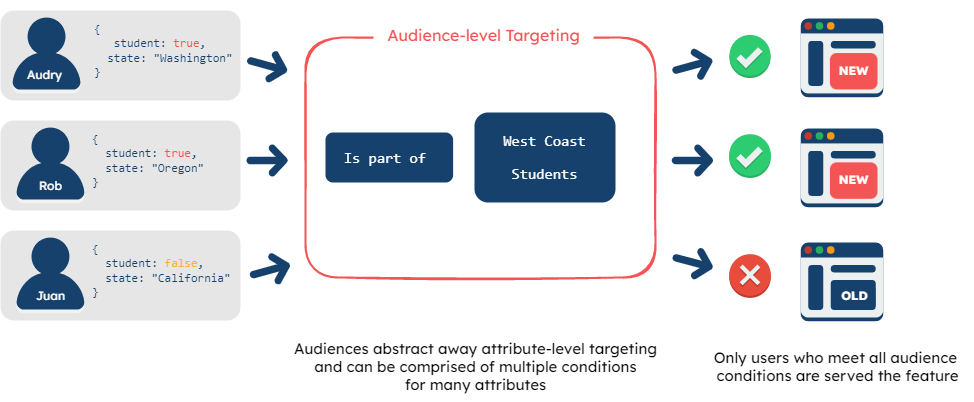 Audry
{
student: true,
state: "Washington"
}
Rob
{
student: true,
state: "Oregon"
}
Juan
{
student: false,
state: "California"
}
Audience-level Targeting
Is part of
West Coast
Students
NEW
NEW
OLD
Audiences abstract away attribute-level targeting
and can be comprised of multiple conditions
for many attributes
Only users who meet all audience
conditions are served the feature